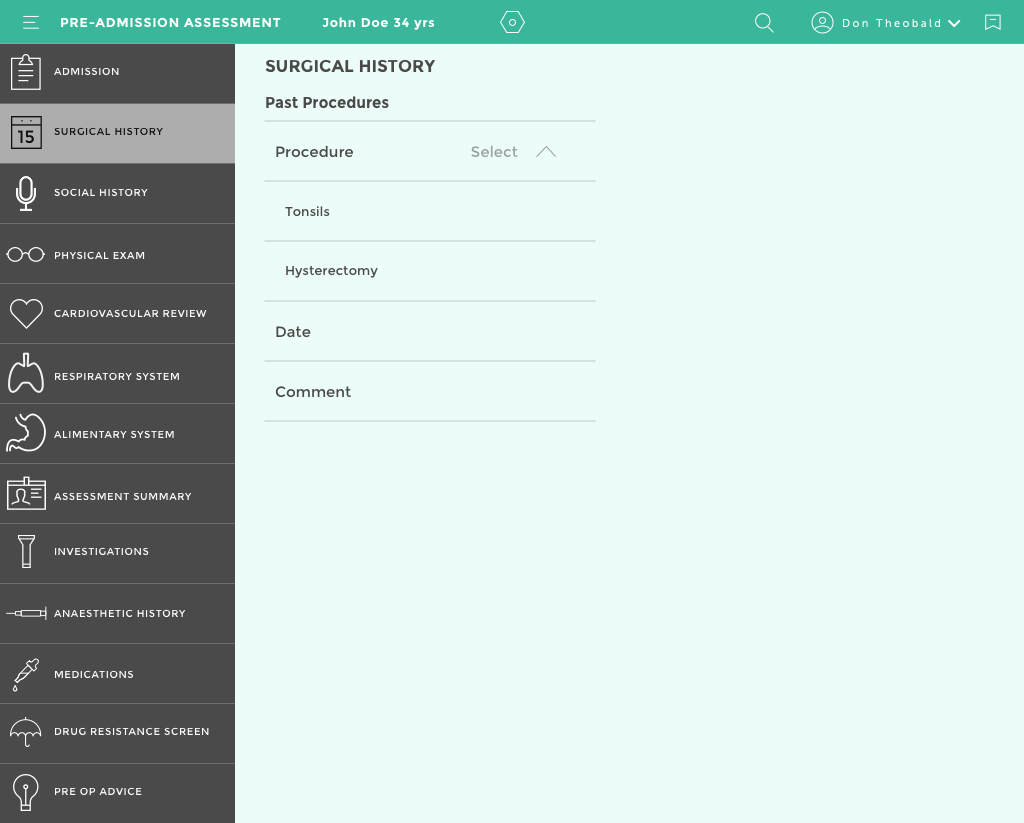 PRE-ADMISSION ASSESSMENT John Doe 34 yrs Don Theobald
ADMISSION
15 SURGICAL HISTORY
SOCIAL HISTORY
PHYSICAL EXAM
CARDIOVASCULAR REVIEW
RESPIRATORY SYSTEM
ALIMENTARY SYSTEM
ASSESSMENT SUMMARY
INVESTIGATIONS
ANAESTHETIC HISTORY
MEDICATIONS
DRUG RESISTANCE SCREEN
PRE OP ADVICE
SURGICAL HISTORY
Past Procedures
Procedure Select
Tonsils
Hysterectomy
Date
Comment